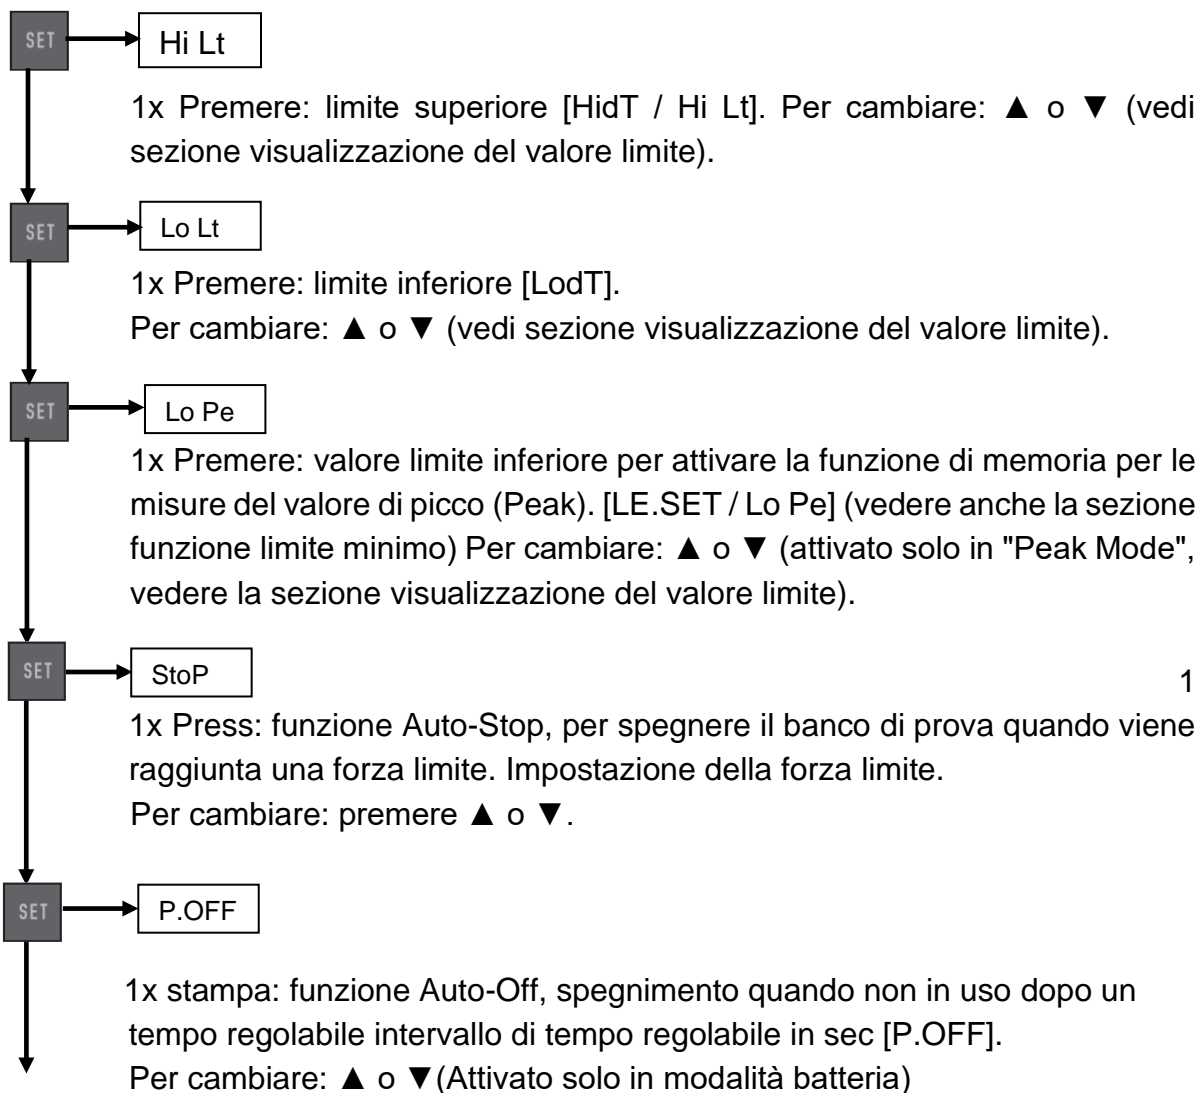 SET
Hi Lt
1x Premere: limite superiore [HidT / Hi Lt]. Per cambiare: ▲ o ▼ (vedi
sezione visualizzazione del valore limite).
SET
Lo Lt
1x Premere: limite inferiore [LodT].
Per cambiare: ▲ o ▼ (vedi sezione visualizzazione del valore limite).
SET
Lo Pe
1x Premere: valore limite inferiore per attivare la funzione di memoria per le
misure del valore di picco (Peak). [LE.SET / Lo Pe] (vedere anche la sezione
funzione limite minimo) Per cambiare: ▲ o ▼ (attivato solo in "Peak Mode",
vedere la sezione visualizzazione del valore limite).
SET
StoP
1
1x Press: funzione Auto-Stop, per spegnere il banco di prova quando viene
raggiunta una forza limite. Impostazione della forza limite.
Per cambiare: premere ▲ o ▼.
SET
P.OFF
1x stampa: funzione Auto-Off, spegnimento quando non in uso dopo un
tempo regolabile intervallo di tempo regolabile in sec [P.OFF].
Per cambiare: ▲ o ▼(Attivato solo in modalità batteria)